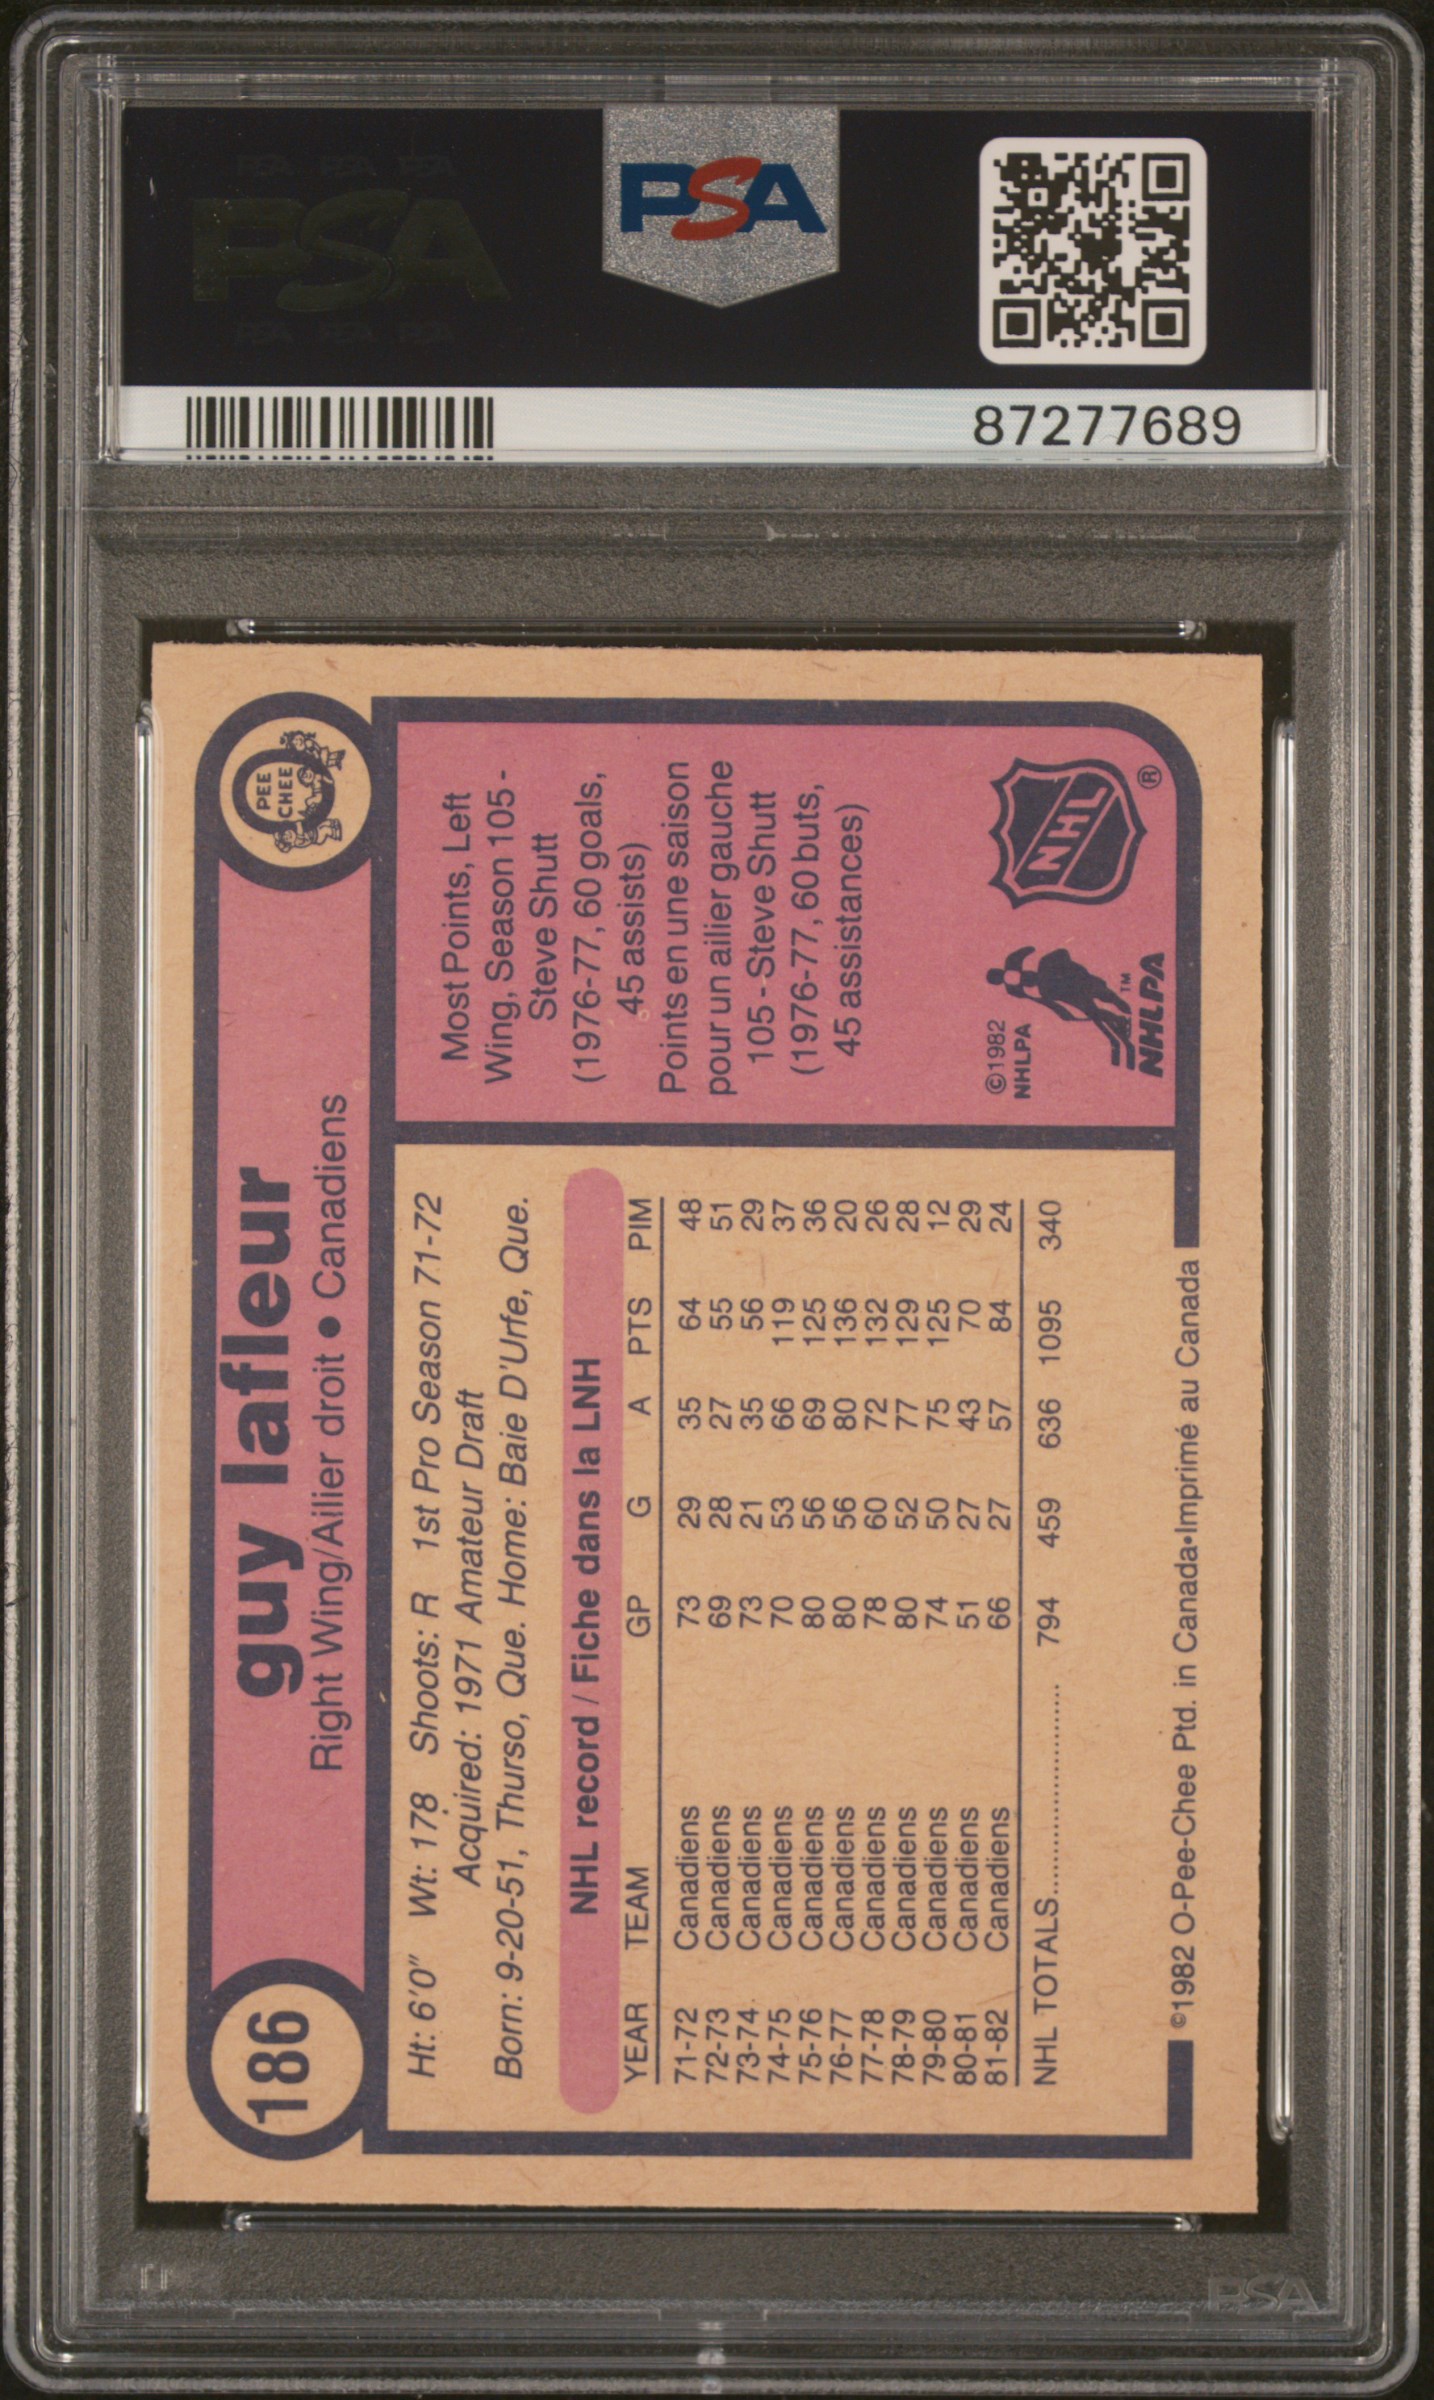 PSA
PSA
87277689
186
guy lafleur
Right Wing/Ailier droit ● Canadiens
PEE
CHEE
Ht: 6'0" Wt: 178 Shoots: R 1st Pro Season 71-72
Acquired: 1971 Amateur Draft
Born: 9-20-51, Thurso, Que. Home: Baie D'Urfe, Que.
NHL record / Fiche dans la LNH
YEAR TEAM GP G A PTS PIM
71-72 Canadiens 73 29 35 64 48
72-73 Canadiens 69 28 27 55 51
73-74 Canadiens 73 21 35 56 29
74-75 Canadiens 70 53 66 119 37
75-76 Canadiens 80 56 69 125 36
76-77 Canadiens 80 56 80 136 20
77-78 Canadiens 78 60 72 132 26
78-79 Canadiens 80 52 77 129 28
79-80 Canadiens 74 50 75 125 12
80-81 Canadiens 51 27 43 70 29
81-82 Canadiens 66 27 57 84 24
NHL TOTALS.......................... 794 459 636 1095 340
©1982 O-Pee-Chee Ptd. in Canada•Imprimé au Canada
Most Points, Left
Wing, Season 105 -
Steve Shutt
(1976-77, 60 goals,
45 assists)
Points en une saison
pour un ailier gauche
105 - Steve Shutt
(1976-77, 60 buts,
45 assistances)
©1982
NHLPA
TM
NHLPA
NHL
®
PSA